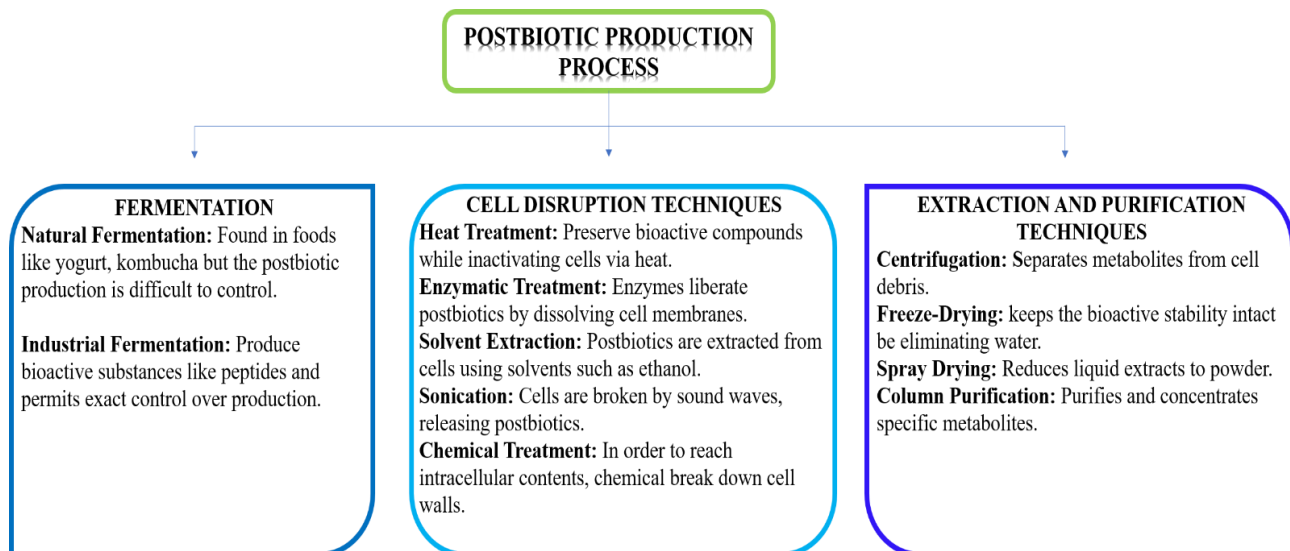 POSTBIOTIC PRODUCTION
PROCESS
FERMENTATION
Natural Fermentation: Found in foods
like yogurt, kombucha but the postbiotic
production is difficult to control.
Industrial Fermentation: Produce
bioactive substances like peptides and
permits exact control over production.
CELL DISRUPTION TECHNIQUES
Heat Treatment: Preserve bioactive compounds
while inactivating cells via heat.
Enzymatic Treatment: Enzymes liberate
postbiotics by dissolving cell membranes.
Solvent Extraction: Postbiotics are extracted from
cells using solvents such as ethanol.
Sonication: Cells are broken by sound waves,
releasing postbiotics.
Chemical Treatment: In order to reach
intracellular contents, chemical break down cell
walls.
EXTRACTION AND PURIFICATION
TECHNIQUES
Centrifugation: Separates metabolites from cell
debris.
Freeze-Drying: keeps the bioactive stability intact
be eliminating water.
Spray Drying: Reduces liquid extracts to powder.
Column Purification: Purifies and concentrates
specific metabolites.